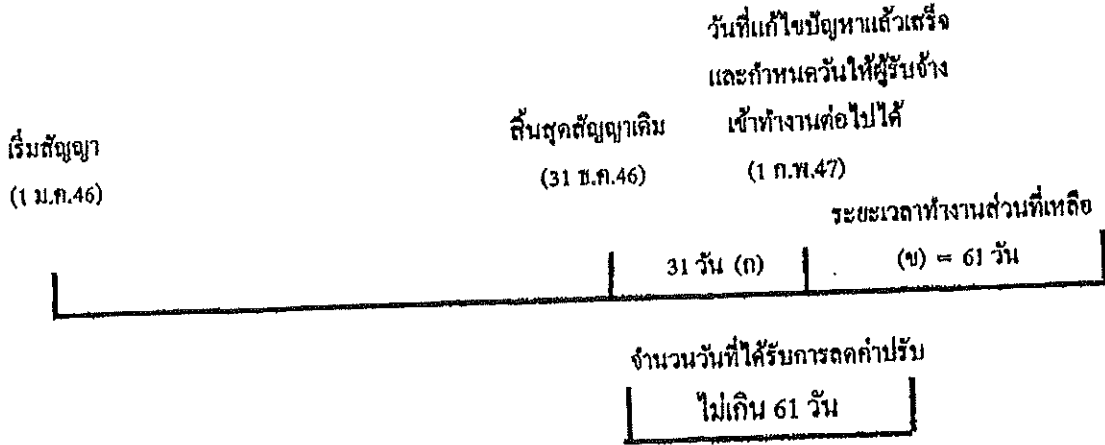 วันที่แก้ไขปัญหาแล้วเสร็จ
และกำหนดวันให้ผู้รับจ้าง
เข้าทำงานต่อไปได้
(1 ก.พ.47)
สิ้นสุดสัญญาเดิม
(31 ธ.ค.46)
เริ่มสัญญา
(1 ม.ค.46)
ระยะเวลาทำงานส่วนที่เหลือ
31 วัน (ก)
(ข) = 61 วัน
จำนวนวันที่ได้รับการลดค่าปรับ
ไม่เกิน 61 วัน